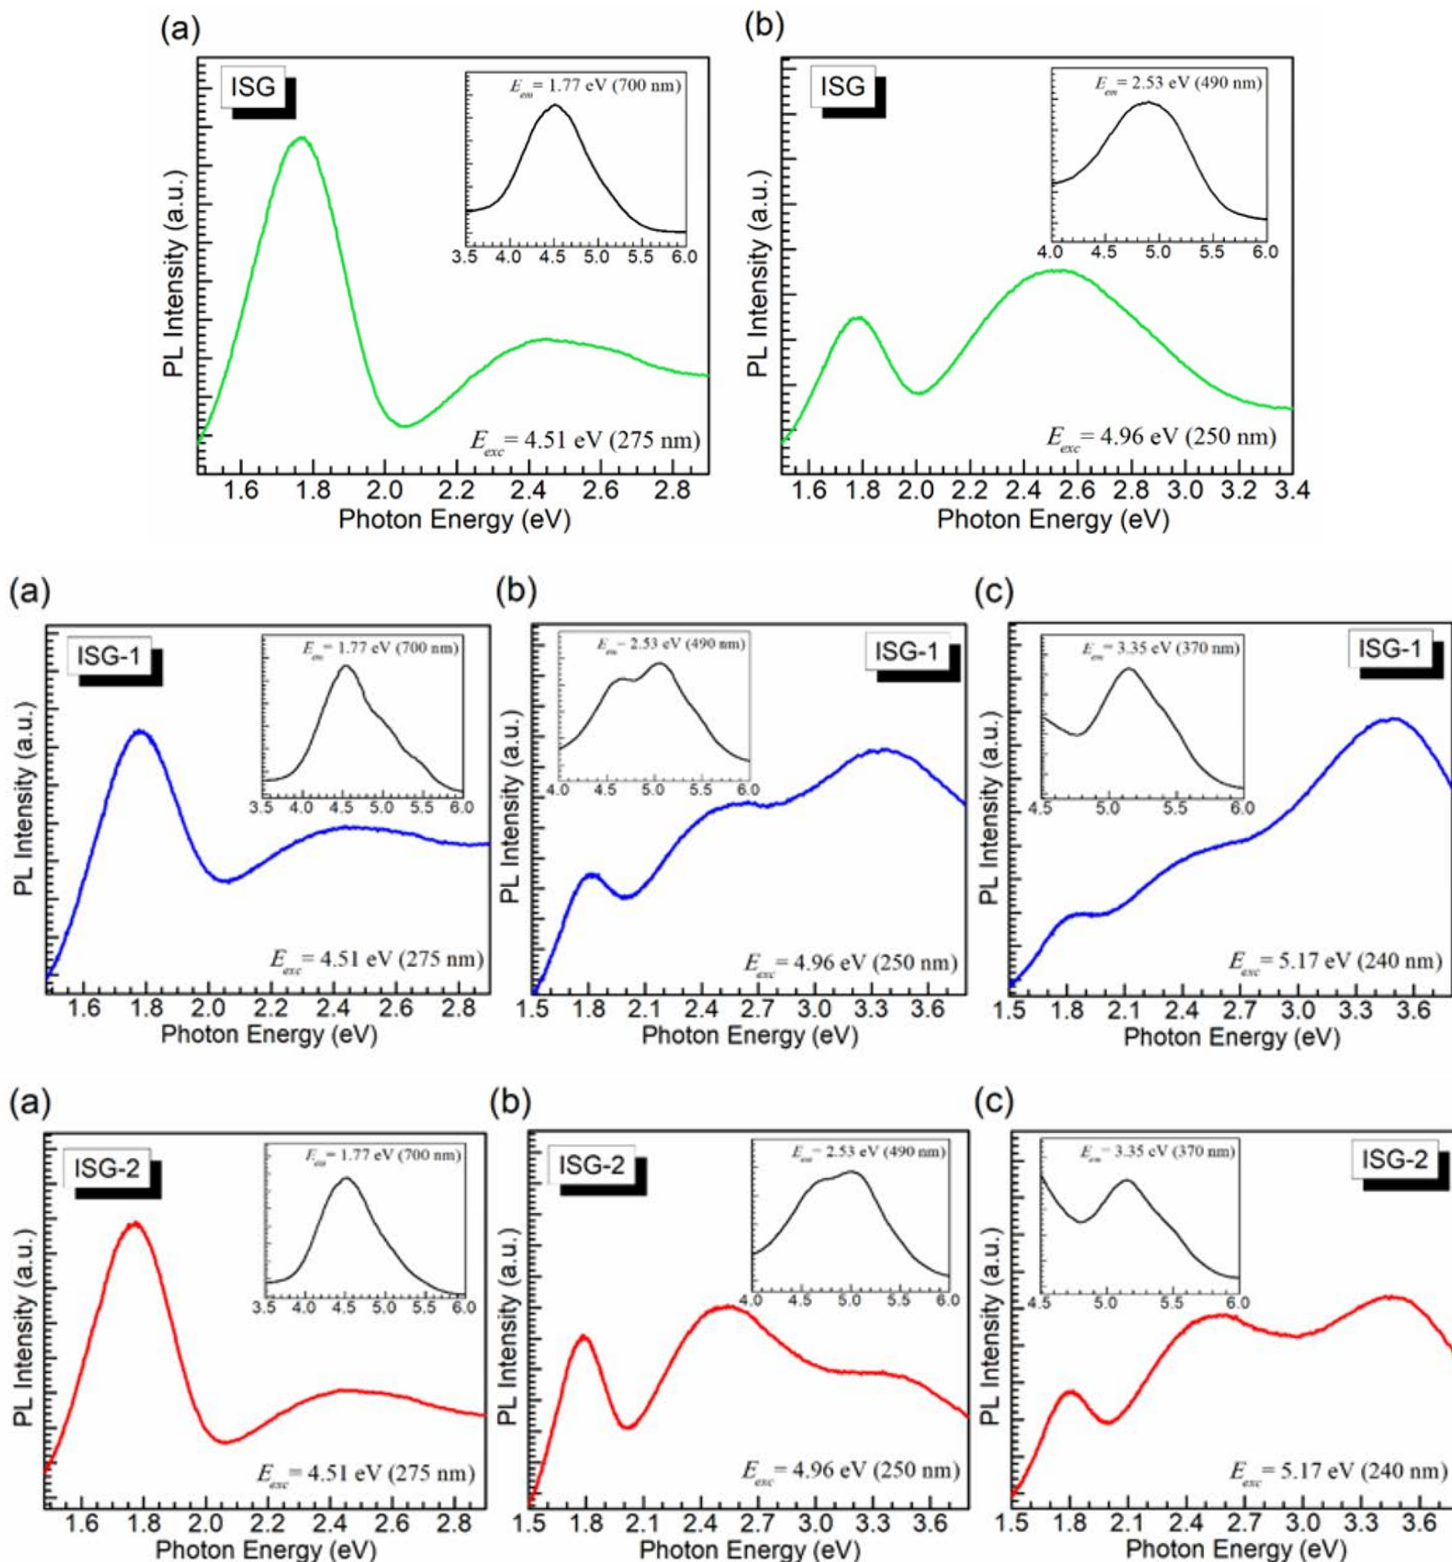 (a)
ISG
E_em = 1.77 eV (700 nm)
3.5 4.0 4.5 5.0 5.5 6.0
PL Intensity (a.u.)
E_exc = 4.51 eV (275 nm)
1.6 1.8 2.0 2.2 2.4 2.6 2.8
Photon Energy (eV)
(b)
ISG
E_em = 2.53 eV (490 nm)
4.0 4.5 5.0 5.5 6.0
PL Intensity (a.u.)
E_exc = 4.96 eV (250 nm)
1.6 1.8 2.0 2.2 2.4 2.6 2.8 3.0 3.2 3.4
Photon Energy (eV)
(a)
ISG-1
E_em = 1.77 eV (700 nm)
3.5 4.0 4.5 5.0 5.5 6.0
PL Intensity (a.u.)
E_exc = 4.51 eV (275 nm)
1.6 1.8 2.0 2.2 2.4 2.6 2.8
Photon Energy (eV)
(b)
E_em = 2.53 eV (490 nm)
ISG-1
4.0 4.5 5.0 5.5 6.0
PL Intensity (a.u.)
E_exc = 4.96 eV (250 nm)
1.5 1.8 2.1 2.4 2.7 3.0 3.3 3.6
Photon Energy (eV)
(c)
E_em = 3.35 eV (370 nm)
ISG-1
4.5 5.0 5.5 6.0
PL Intensity (a.u.)
E_exc = 5.17 eV (240 nm)
1.5 1.8 2.1 2.4 2.7 3.0 3.3 3.6
Photon Energy (eV)
(a)
ISG-2
E_em = 1.77 eV (700 nm)
3.5 4.0 4.5 5.0 5.5 6.0
PL Intensity (a.u.)
E_exc = 4.51 eV (275 nm)
1.6 1.8 2.0 2.2 2.4 2.6 2.8
Photon Energy (eV)
(b)
ISG-2
E_em = 2.53 eV (490 nm)
4.0 4.5 5.0 5.5 6.0
PL Intensity (a.u.)
E_exc = 4.96 eV (250 nm)
1.5 1.8 2.1 2.4 2.7 3.0 3.3 3.6
Photon Energy (eV)
(c)
E_em = 3.35 eV (370 nm)
ISG-2
4.5 5.0 5.5 6.0
PL Intensity (a.u.)
E_exc = 5.17 eV (240 nm)
1.5 1.8 2.1 2.4 2.7 3.0 3.3 3.6
Photon Energy (eV)